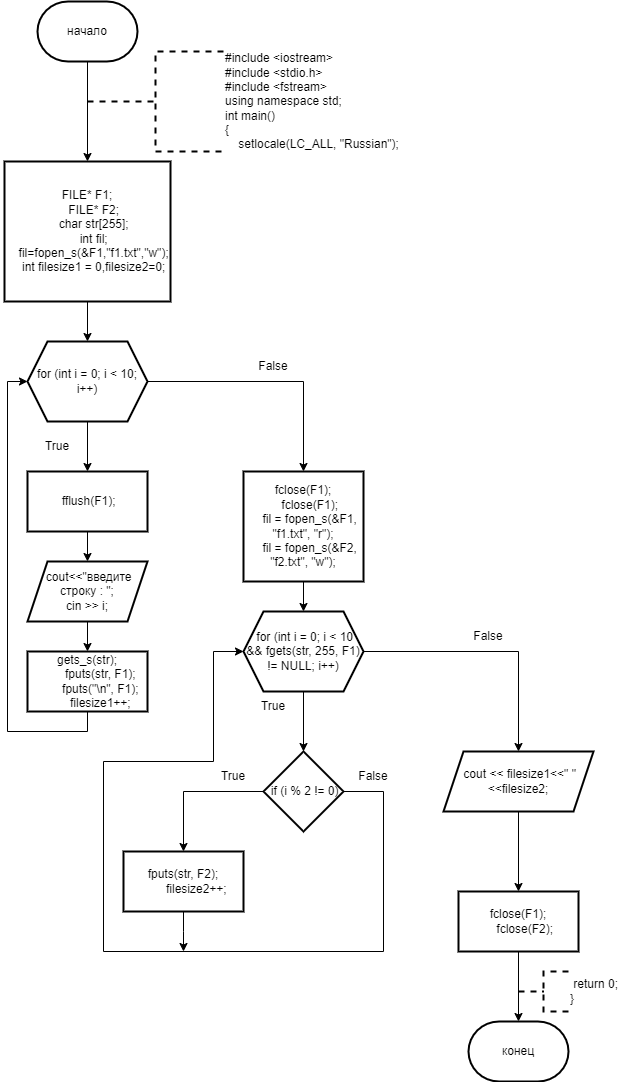 начало
#include <iostream>
#include <stdio.h>
#include <fstream>
using namespace std;
int main()
{
setlocale(LC_ALL, "Russian");
FILE* F1;
FILE* F2;
char str[255];
int fil;
fil=fopen_s(&F1,"f1.txt","w");
int filesize1 = 0,filesize2=0;
for (int i = 0; i < 10;
i++)
False
True
fflush(F1);
cout<<"введите
строку : ";
cin >> i;
gets_s(str);
fputs(str, F1);
fputs("\n", F1);
filesize1++;
fclose(F1);
fclose(F1);
fil = fopen_s(&F1,
"f1.txt", "r");
fil = fopen_s(&F2,
"f2.txt", "w");
for (int i = 0; i < 10
&& fgets(str, 255, F1)
!= NULL; i++)
False
True
if (i % 2 != 0)
True
False
fputs(str, F2);
filesize2++;
cout << filesize1<<" "
<<filesize2;
fclose(F1);
fclose(F2);
return 0;
}
конец